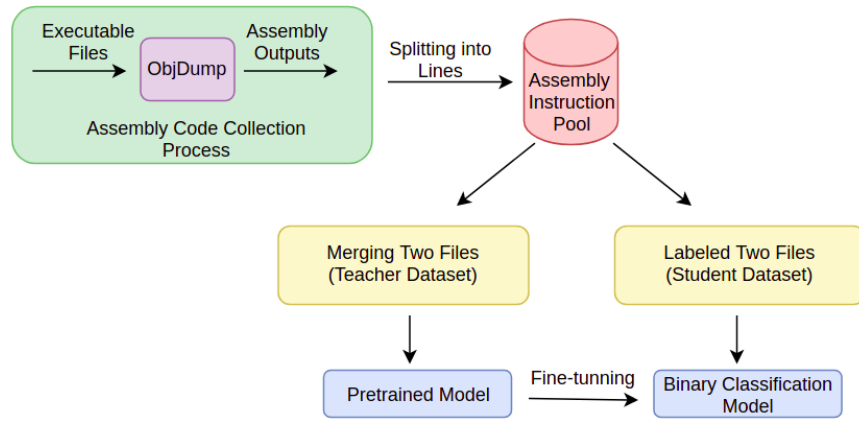 Executable
Files
ObjDump
Assembly
Outputs
Assembly Code Collection
Process
Splitting into
Lines
Assembly
Instruction
Pool
Merging Two Files
(Teacher Dataset)
Labeled Two Files
(Student Dataset)
Pretrained Model
Fine-tunning
Binary Classification
Model